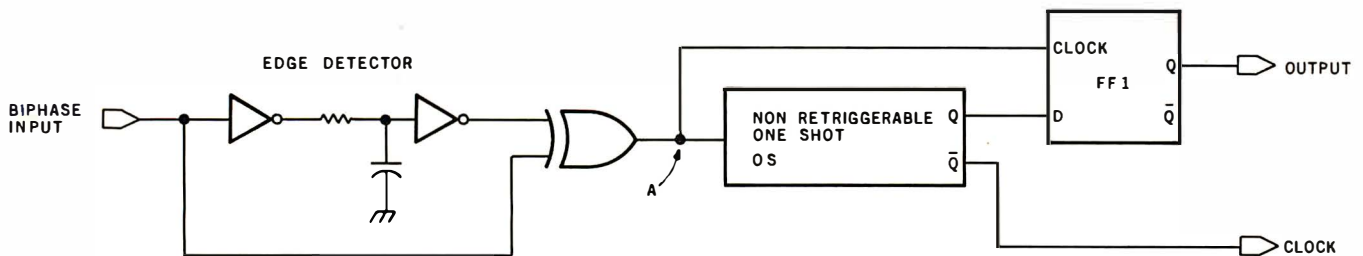 EDGE DETECTOR
BIPHASE
INPUT
A
NON RETRIGGERABLE
ONE SHOT
OS
Q
Q̅
CLOCK
D
FF1
Q
Q̅
OUTPUT
CLOCK